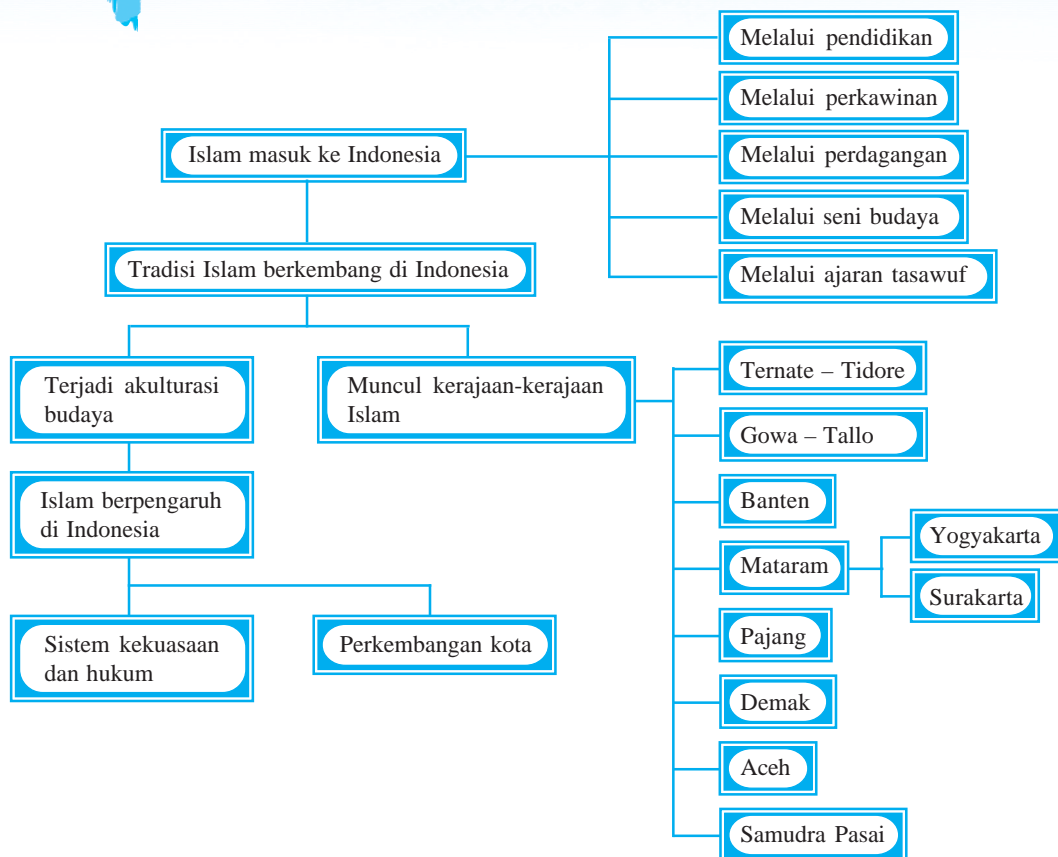 Melalui pendidikan
Melalui perkawinan
Islam masuk ke Indonesia
Melalui perdagangan
Melalui seni budaya
Tradisi Islam berkembang di Indonesia
Melalui ajaran tasawuf
Terjadi akulturasi
budaya
Muncul kerajaan-kerajaan
Islam
Ternate – Tidore
Gowa – Tallo
Islam berpengaruh
di Indonesia
Banten
Mataram
Yogyakarta
Surakarta
Sistem kekuasaan
dan hukum
Perkembangan kota
Pajang
Demak
Aceh
Samudra Pasai